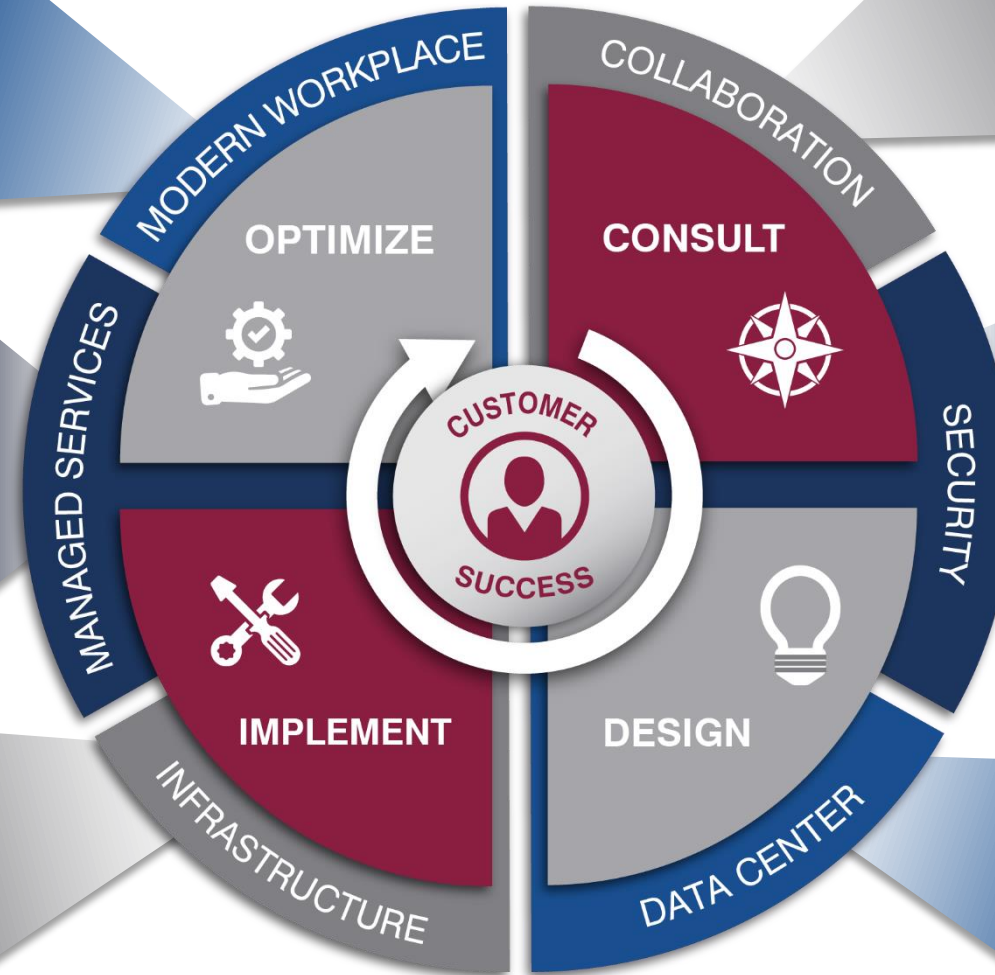 MODERN WORKPLACE
COLLABORATION
OPTIMIZE
CONSULT
MANAGED SERVICES
CUSTOMER
SUCCESS
SECURITY
IMPLEMENT
DESIGN
INFRASTRUCTURE
DATA CENTER